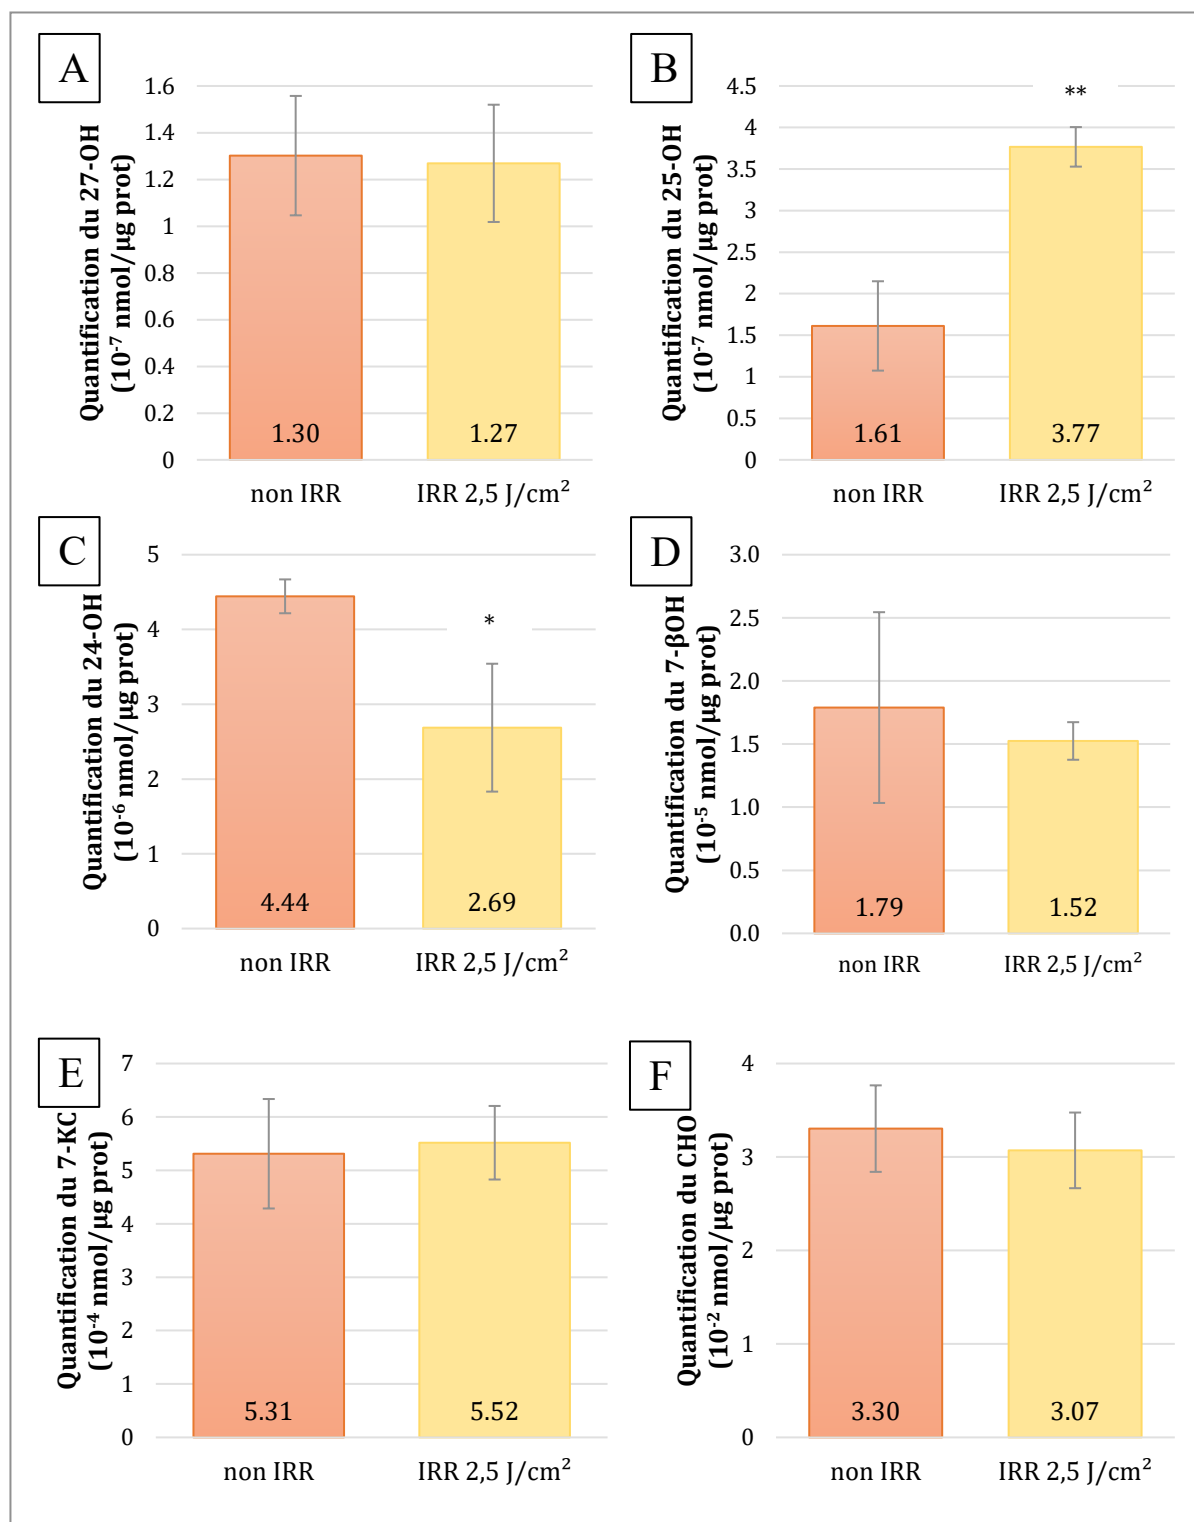 A
Quantification du 27-OH
(10⁻⁷ nmol/µg prot)
1.6
1.4
1.2
1
0.8
0.6
0.4
0.2
0
1.30
1.27
non IRR
IRR 2,5 J/cm²
B
Quantification du 25-OH
(10⁻⁷ nmol/µg prot)
4.5
4
3.5
3
2.5
2
1.5
1
0.5
0
**
1.61
3.77
non IRR
IRR 2,5 J/cm²
C
Quantification du 24-OH
(10⁻⁶ nmol/µg prot)
5
4
3
2
1
0
*
4.44
2.69
non IRR
IRR 2,5 J/cm²
D
Quantification du 7-βOH
(10⁻⁵ nmol/µg prot)
3.0
2.5
2.0
1.5
1.0
0.5
0.0
1.79
1.52
non IRR
IRR 2,5 J/cm²
E
Quantification du 7-KC
(10⁻⁴ nmol/µg prot)
7
6
5
4
3
2
1
0
5.31
5.52
non IRR
IRR 2,5 J/cm²
F
Quantification du CHO
(10⁻² nmol/µg prot)
4
3
2
1
0
3.30
3.07
non IRR
IRR 2,5 J/cm²